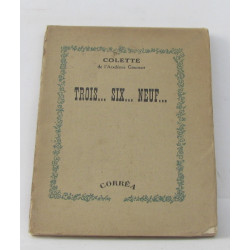 COLETTE
de l'Académie Goncourt
TROIS... SIX... NEUF...
CORRÊA